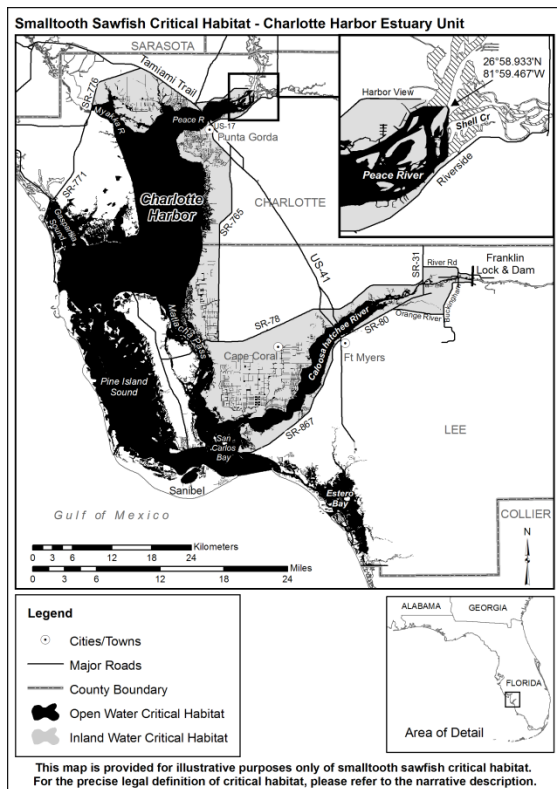 Smalltooth Sawfish Critical Habitat - Charlotte Harbor Estuary Unit
SARASOTA
Tamiami Trail
SR-776
Myakka R
Peace R
US-17
Punta Gorda
26°58.933'N
81°59.467'W
Harbor View
Shell Cr
Peace River
Riverside
SR-771
Gasparilla
Sound
Charlotte
Harbor
CHARLOTTE
SR-765
US-41
SR-31
River Rd
Franklin
Lock & Dam
Buckingham
Orange River
SR-80
SR-78
Matlacha Pass
Cape Coral
Caloosahatchee River
Ft Myers
Pine Island
Sound
San
Carlos
Bay
SR-867
LEE
Sanibel
Estero
Bay
Gulf of Mexico
COLLIER
N
Kilometers
0 3 6 12 18 24
Miles
0 3 6 12 18 24
Legend
Cities/Towns
Major Roads
County Boundary
Open Water Critical Habitat
Inland Water Critical Habitat
ALABAMA
GEORGIA
FLORIDA
Area of Detail
This map is provided for illustrative purposes only of smalltooth sawfish critical habitat.
For the precise legal definition of critical habitat, please refer to the narrative description.